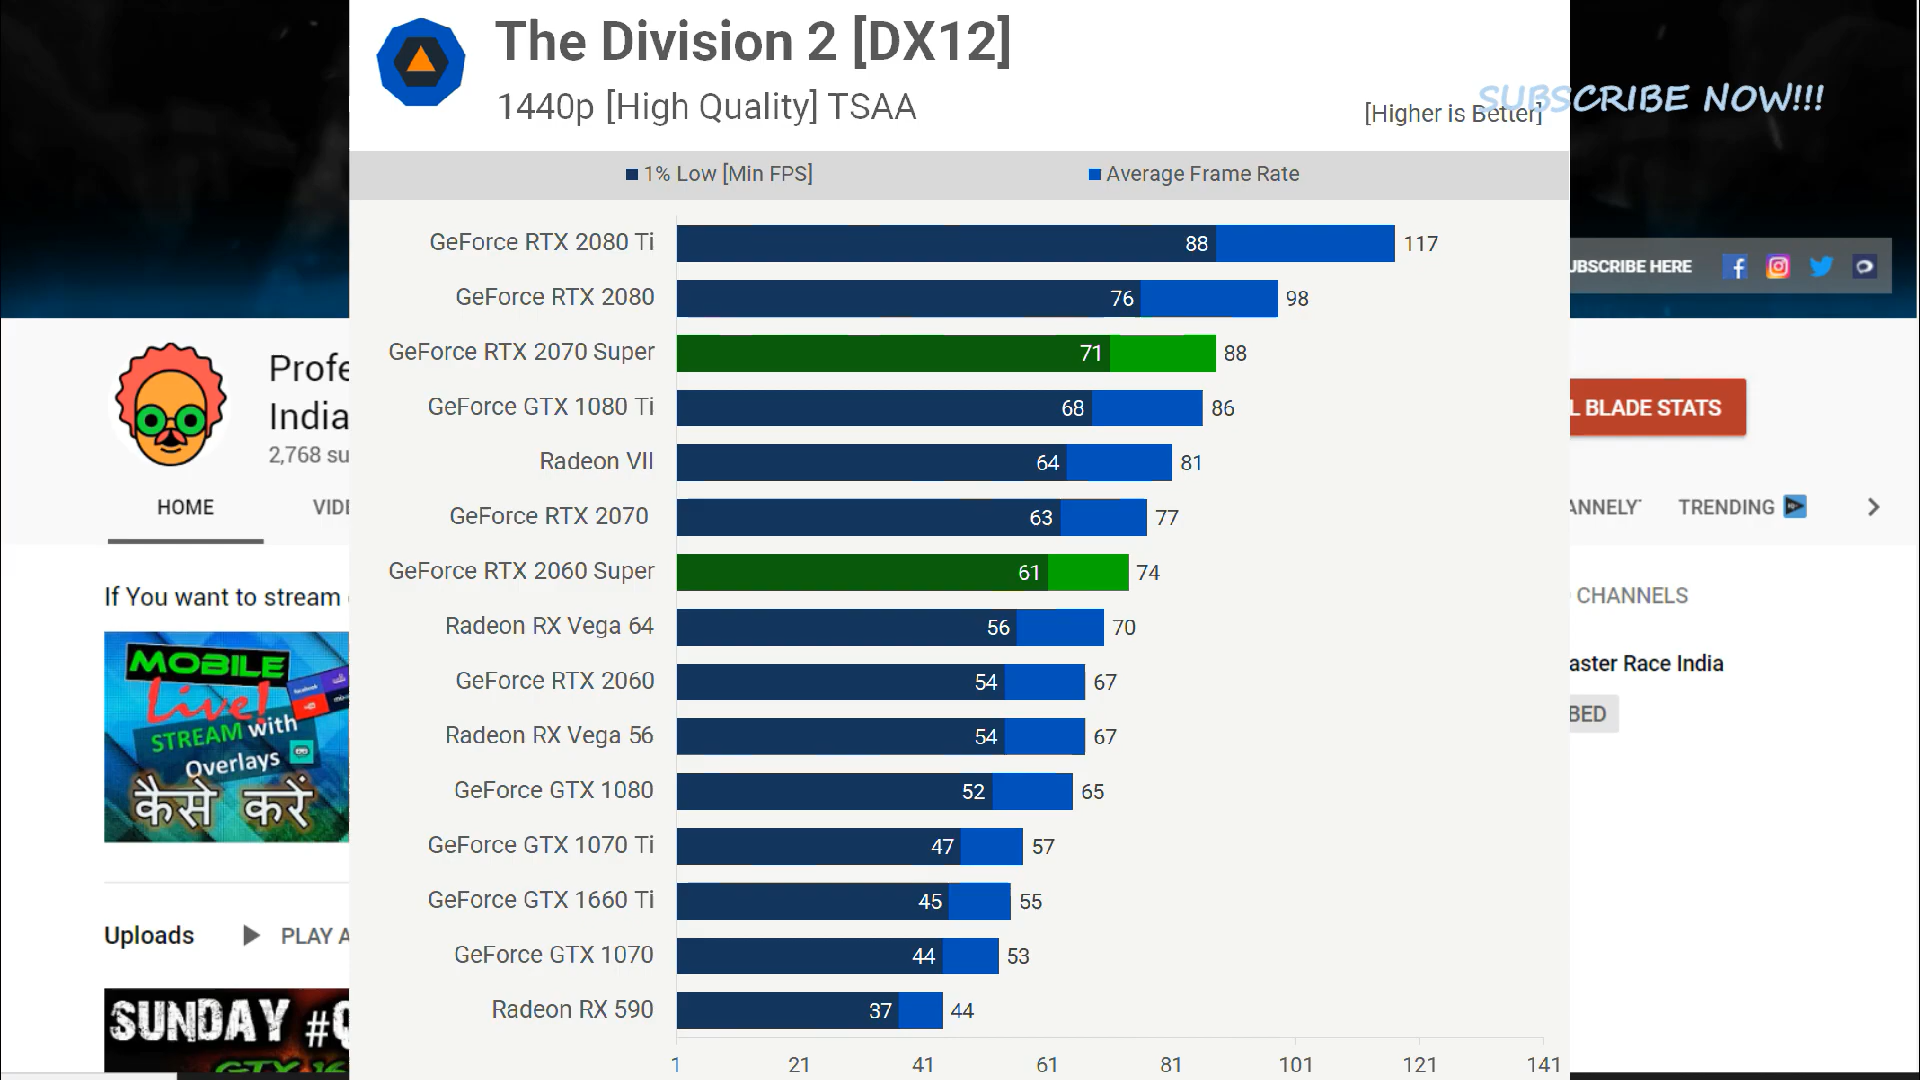 The Division 2 [DX12]
1440p [High Quality] TSAA
[Higher is Better]
SUBSCRIBE NOW!!!
1% Low [Min FPS] Average Frame Rate
GeForce RTX 2080 Ti 88 117
GeForce RTX 2080 76 98
GeForce RTX 2070 Super 71 88
GeForce GTX 1080 Ti 68 86
Radeon VII 64 81
GeForce RTX 2070 63 77
GeForce RTX 2060 Super 61 74
Radeon RX Vega 64 56 70
GeForce RTX 2060 54 67
Radeon RX Vega 56 54 67
GeForce GTX 1080 52 65
GeForce GTX 1070 Ti 47 57
GeForce GTX 1660 Ti 45 55
GeForce GTX 1070 44 53
Radeon RX 590 37 44
1 21 41 61 81 101 121 141
Profe
India
2,768 su
HOME VIDE
If You want to stream
MOBILE
Live!
STREAM with
Overlays
कैसे करें
Uploads PLAY A
SUNDAY #Q
UBSCRIBE HERE
L BLADE STATS
ANNELY TRENDING
CHANNELS
aster Race India
BED